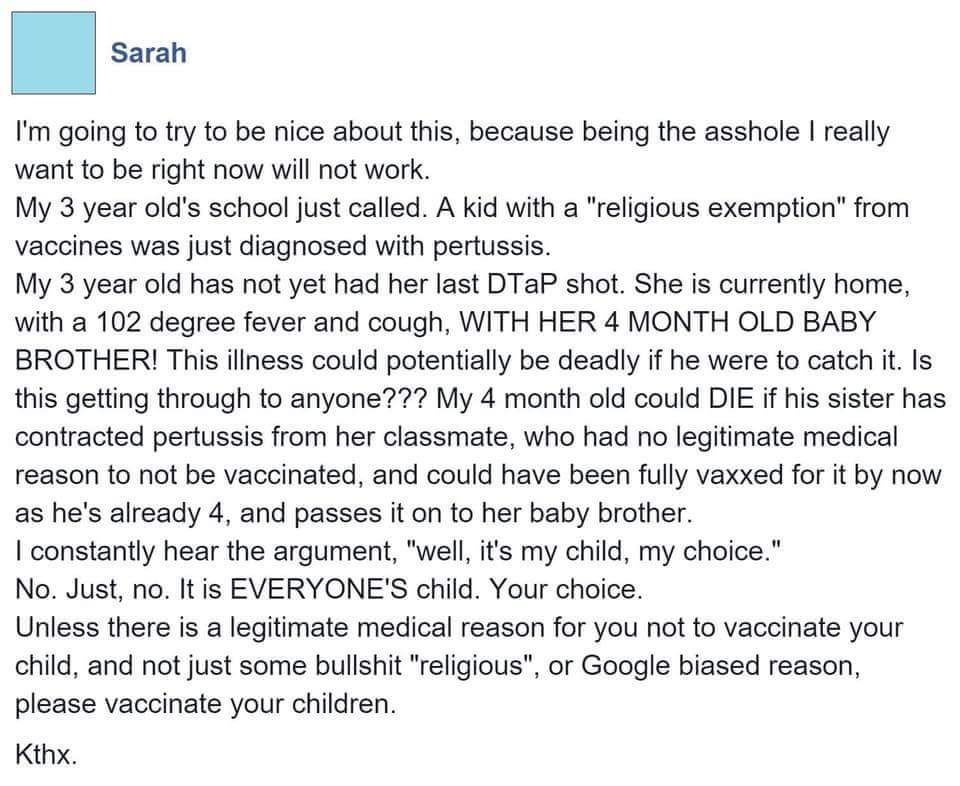 Sarah
I'm going to try to be nice about this, because being the asshole I really
want to be right now will not work.
My 3 year old's school just called. A kid with a "religious exemption" from
vaccines was just diagnosed with pertussis.
My 3 year old has not yet had her last DTaP shot. She is currently home,
with a 102 degree fever and cough, WITH HER 4 MONTH OLD BABY
BROTHER! This illness could potentially be deadly if he were to catch it. Is
this getting through to anyone??? My 4 month old could DIE if his sister has
contracted pertussis from her classmate, who had no legitimate medical
reason to not be vaccinated, and could have been fully vaxxed for it by now
as he's already 4, and passes it on to her baby brother.
I constantly hear the argument, "well, it's my child, my choice."
No. Just, no. It is EVERYONE'S child. Your choice.
Unless there is a legitimate medical reason for you not to vaccinate your
child, and not just some bullshit "religious", or Google biased reason,
please vaccinate your children.
Kthx.